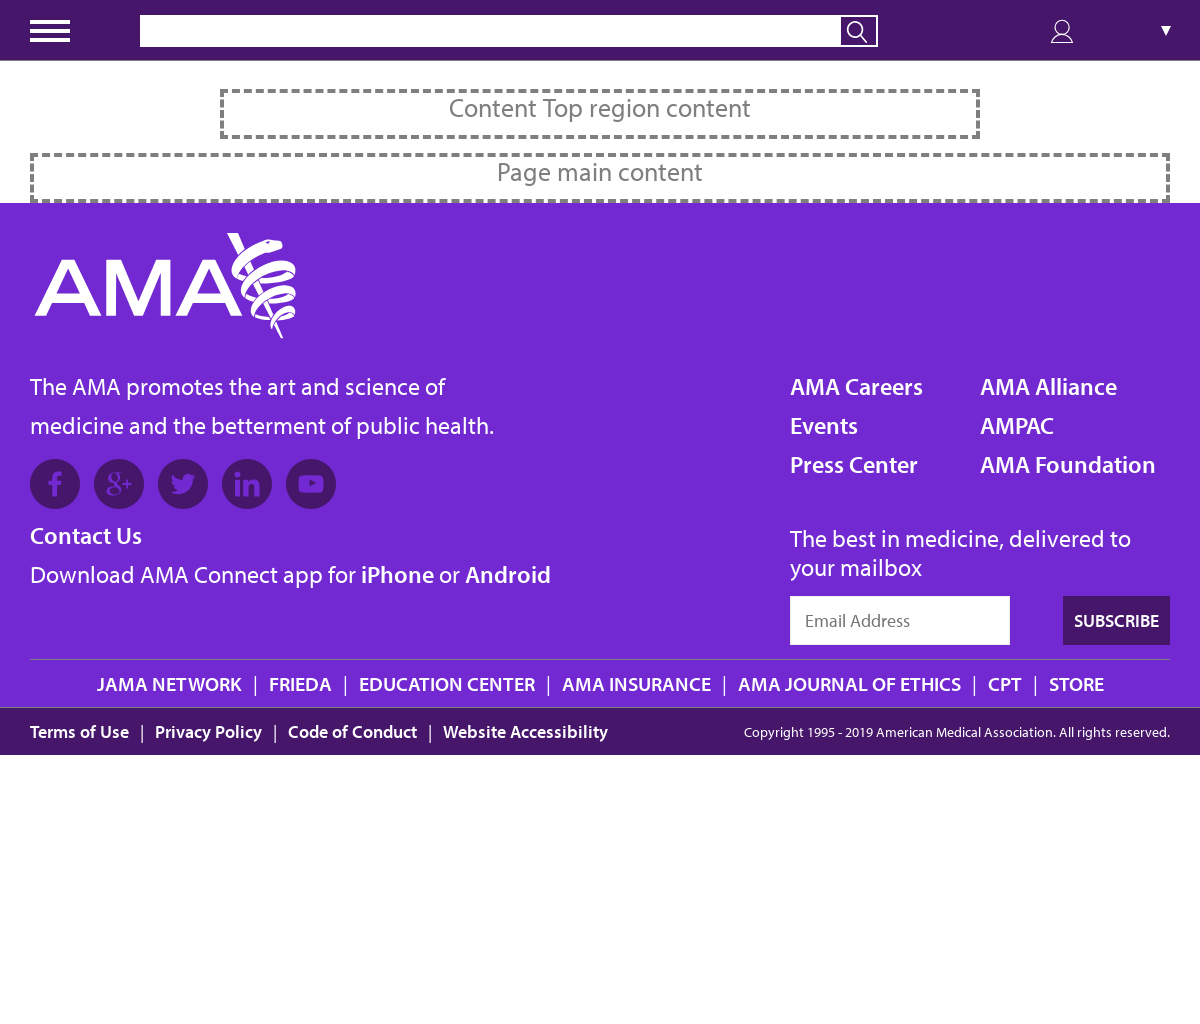 ▼
Content Top region content
Page main content
AMA
The AMA promotes the art and science of
medicine and the betterment of public health.
AMA Careers
AMA Alliance
Events
AMPAC
Press Center
AMA Foundation
Contact Us
Download AMA Connect app for iPhone or Android
The best in medicine, delivered to
your mailbox
Email Address
SUBSCRIBE
JAMA NETWORK | FRIEDA | EDUCATION CENTER | AMA INSURANCE | AMA JOURNAL OF ETHICS | CPT | STORE
Terms of Use | Privacy Policy | Code of Conduct | Website Accessibility
Copyright 1995 - 2019 American Medical Association. All rights reserved.